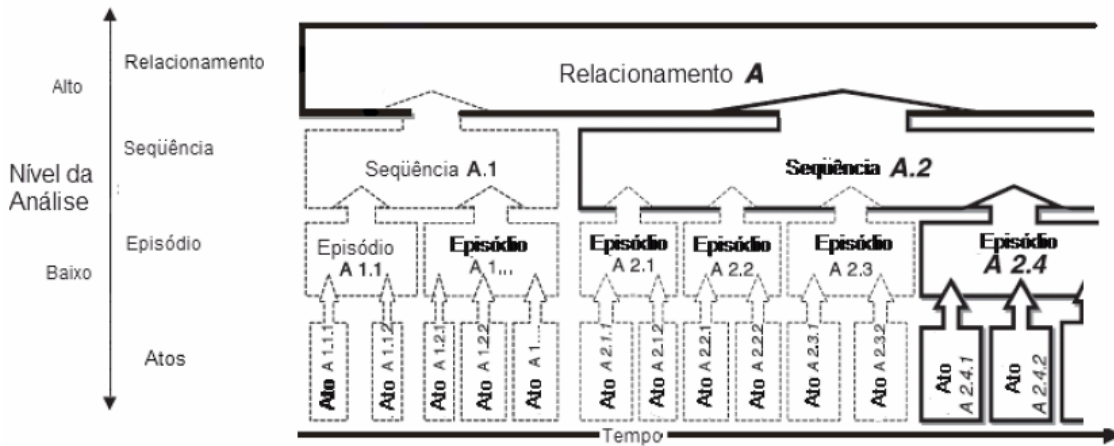 Relacionamento
Relacionamento A
Alto
Seqüência
Seqüência A.1
Seqüência A.2
Nível da
Análise
Episódio
Episódio
A 1.1
Episódio
A 1...
Episódio
A 2.1
Episódio
A 2.2
Episódio
A 2.3
Episódio
A 2.4
Baixo
Atos
Ato A 1.1.1
Ato A 1.1.2
Ato A 1.2.1
Ato A 1.2.2
Ato A 1....
Ato A 2.1.1
Ato A 2.1.2
Ato A 2.2.1
Ato A 2.2.2
Ato A 2.3.1
Ato A 2.3.2
Ato
A 2.4.1
Ato
A 2.4.2
Tempo